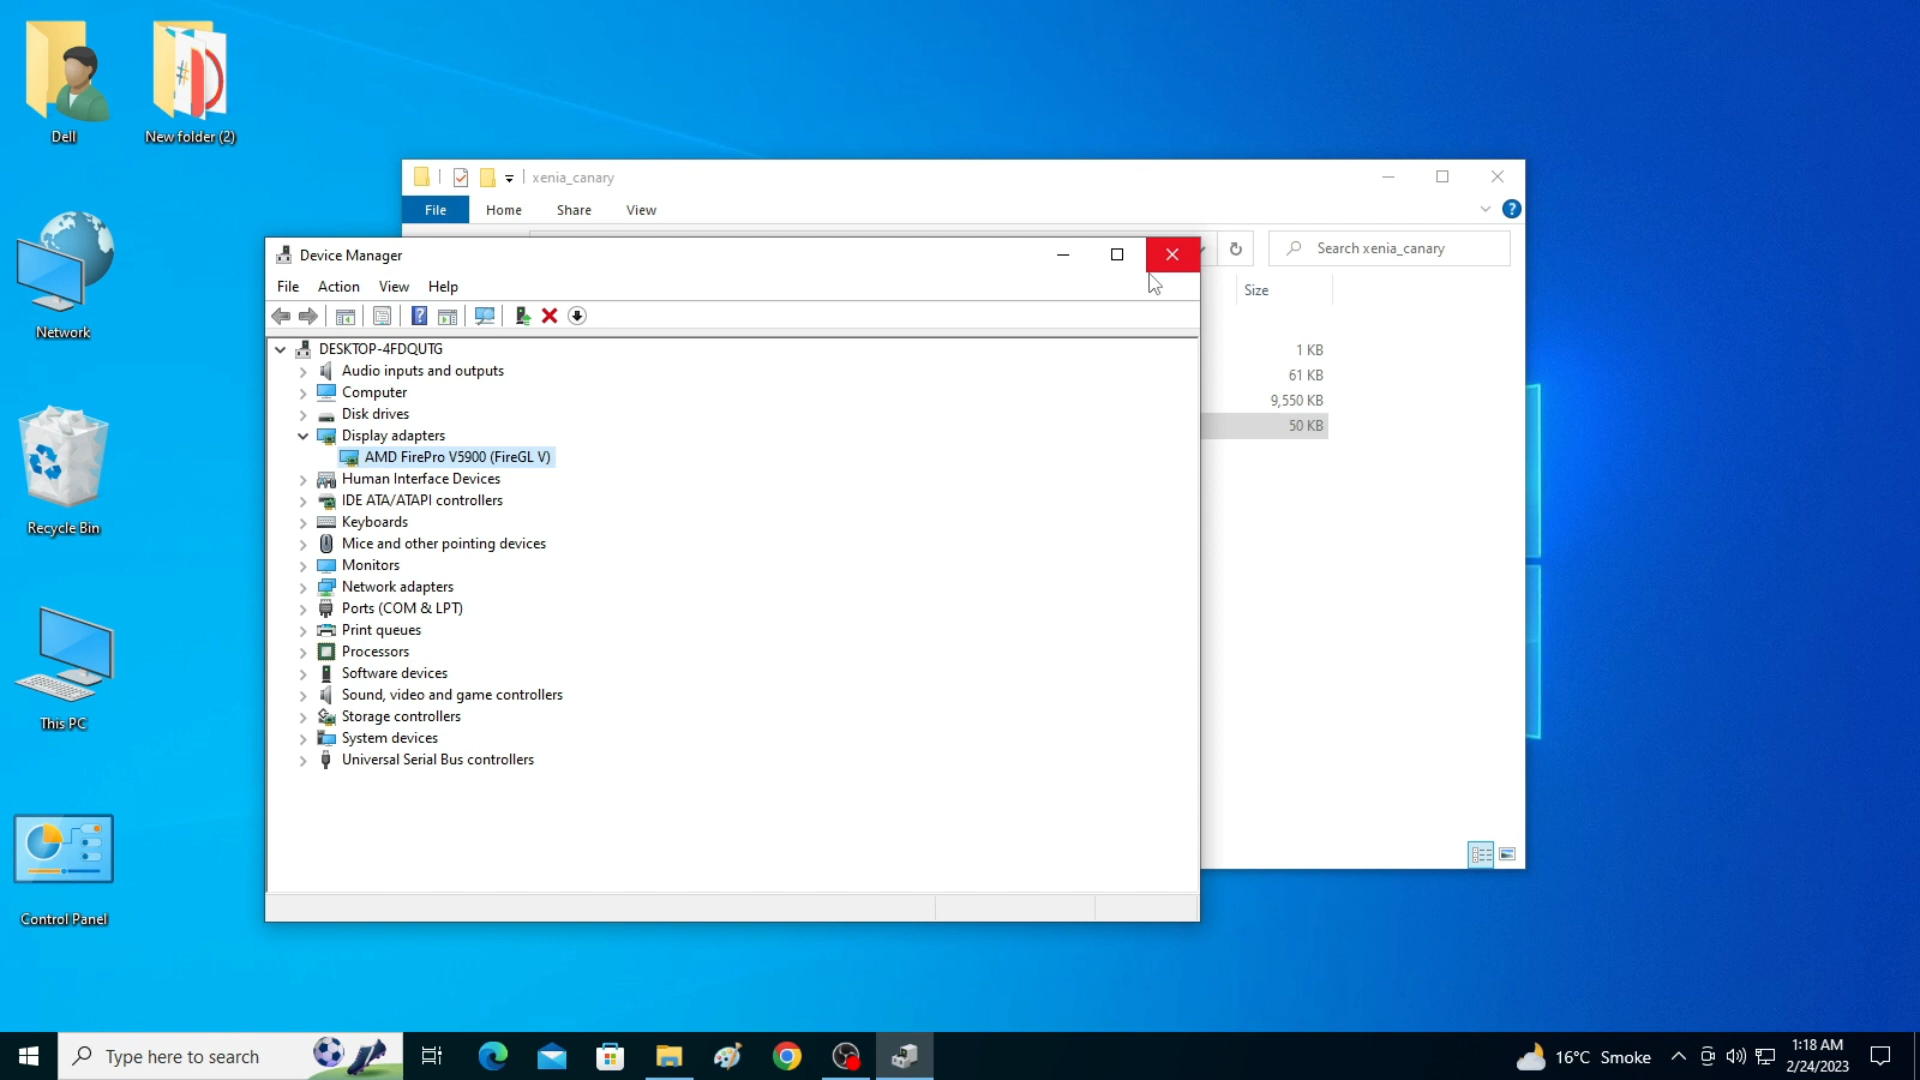 Dell
New folder (2)
Network
Recycle Bin
This PC
Control Panel
xenia_canary
File Home Share View
Search xenia_canary
Size
1 KB
61 KB
9,550 KB
50 KB
Device Manager
File Action View Help
DESKTOP-4FDQUTG
Audio inputs and outputs
Computer
Disk drives
Display adapters
AMD FirePro V5900 (FireGL V)
Human Interface Devices
IDE ATA/ATAPI controllers
Keyboards
Mice and other pointing devices
Monitors
Network adapters
Ports (COM & LPT)
Print queues
Processors
Software devices
Sound, video and game controllers
Storage controllers
System devices
Universal Serial Bus controllers
Type here to search
16°C Smoke
1:18 AM
2/24/2023